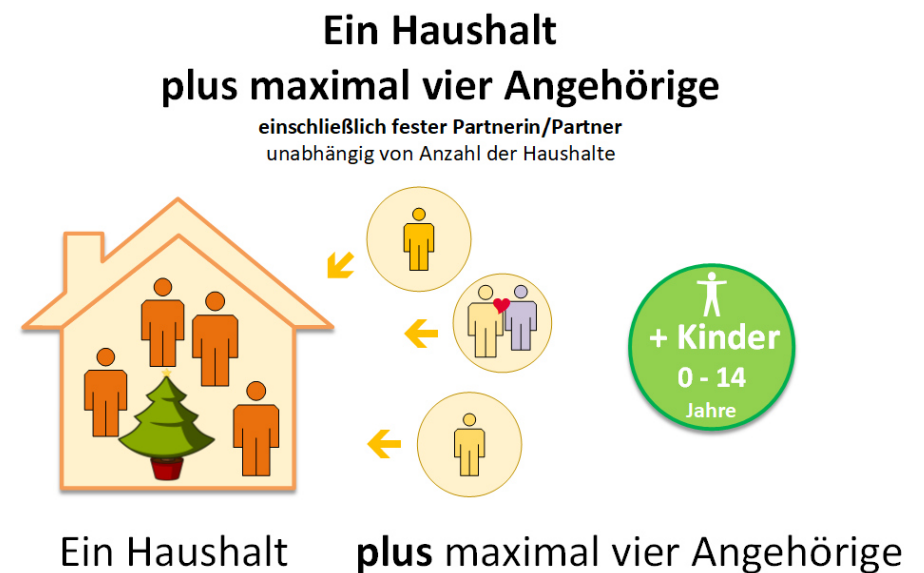 Ein Haushalt
plus maximal vier Angehörige
einschließlich fester Partnerin/Partner
unabhängig von Anzahl der Haushalte
+ Kinder
0 - 14
Jahre
Ein Haushalt
plus maximal vier Angehörige